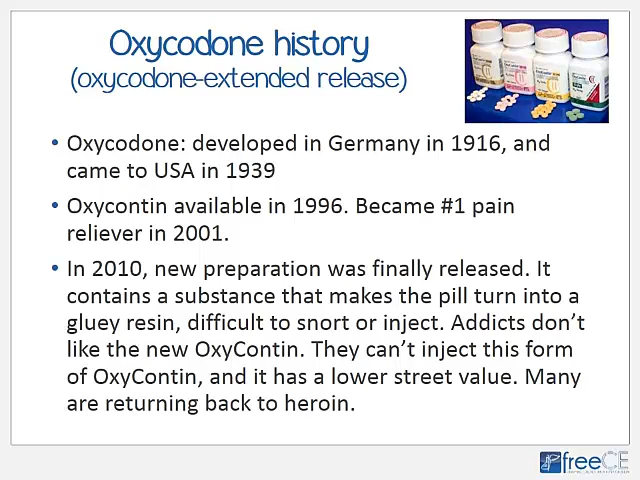 Oxycodone history
(oxycodone-extended release)
• Oxycodone: developed in Germany in 1916, and
came to USA in 1939
• Oxycontin available in 1996. Became #1 pain
reliever in 2001.
• In 2010, new preparation was finally released. It
contains a substance that makes the pill turn into a
gluey resin, difficult to snort or inject. Addicts don’t
like the new OxyContin. They can’t inject this form
of OxyContin, and it has a lower street value. Many
are returning back to heroin.
freeCE